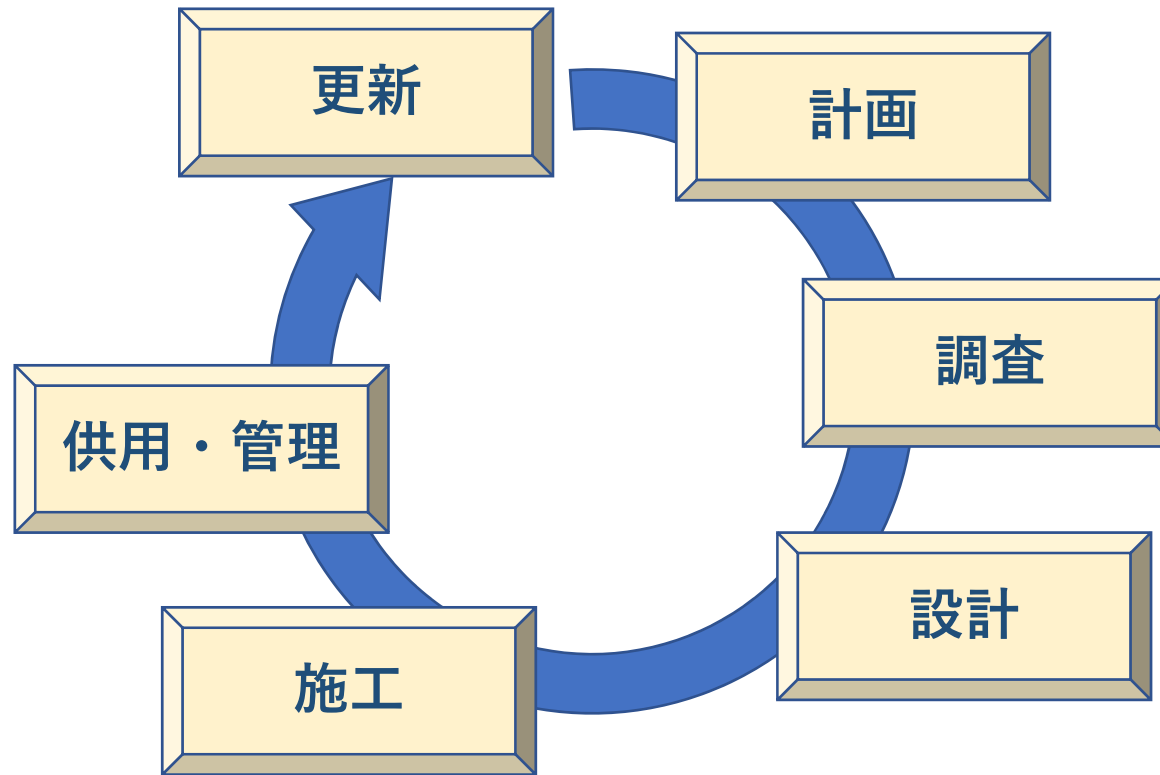 更新
計画
調査
供用・管理
設計
施工